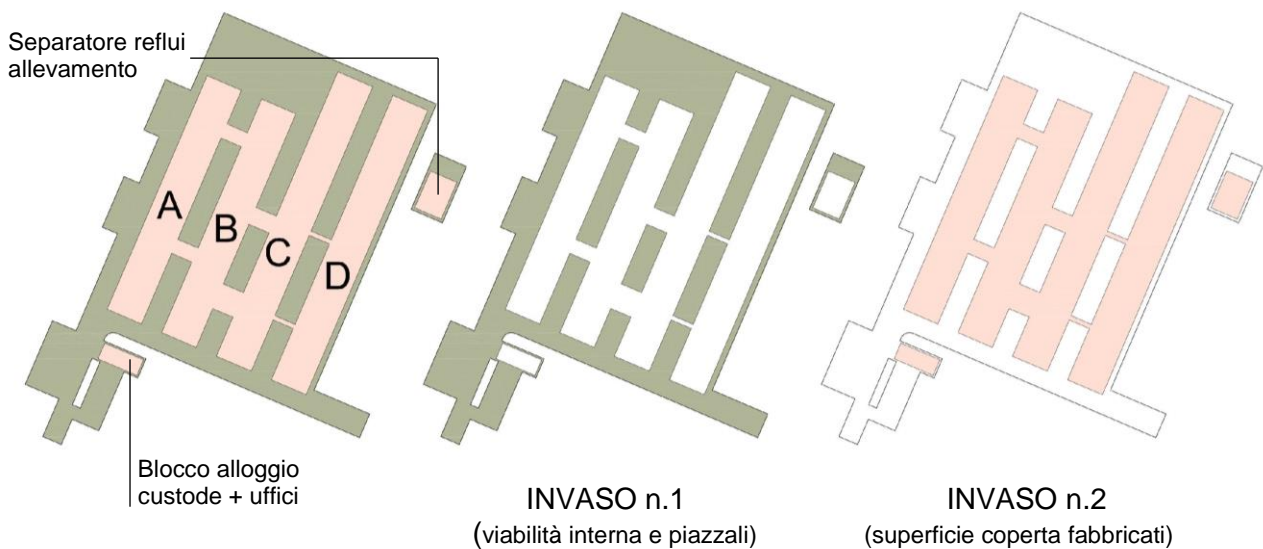 Separatore reflui
allevamento
A
B
C
D
Blocco alloggio
custode + uffici
INVASO n.1
(viabilità interna e piazzali)
INVASO n.2
(superficie coperta fabbricati)